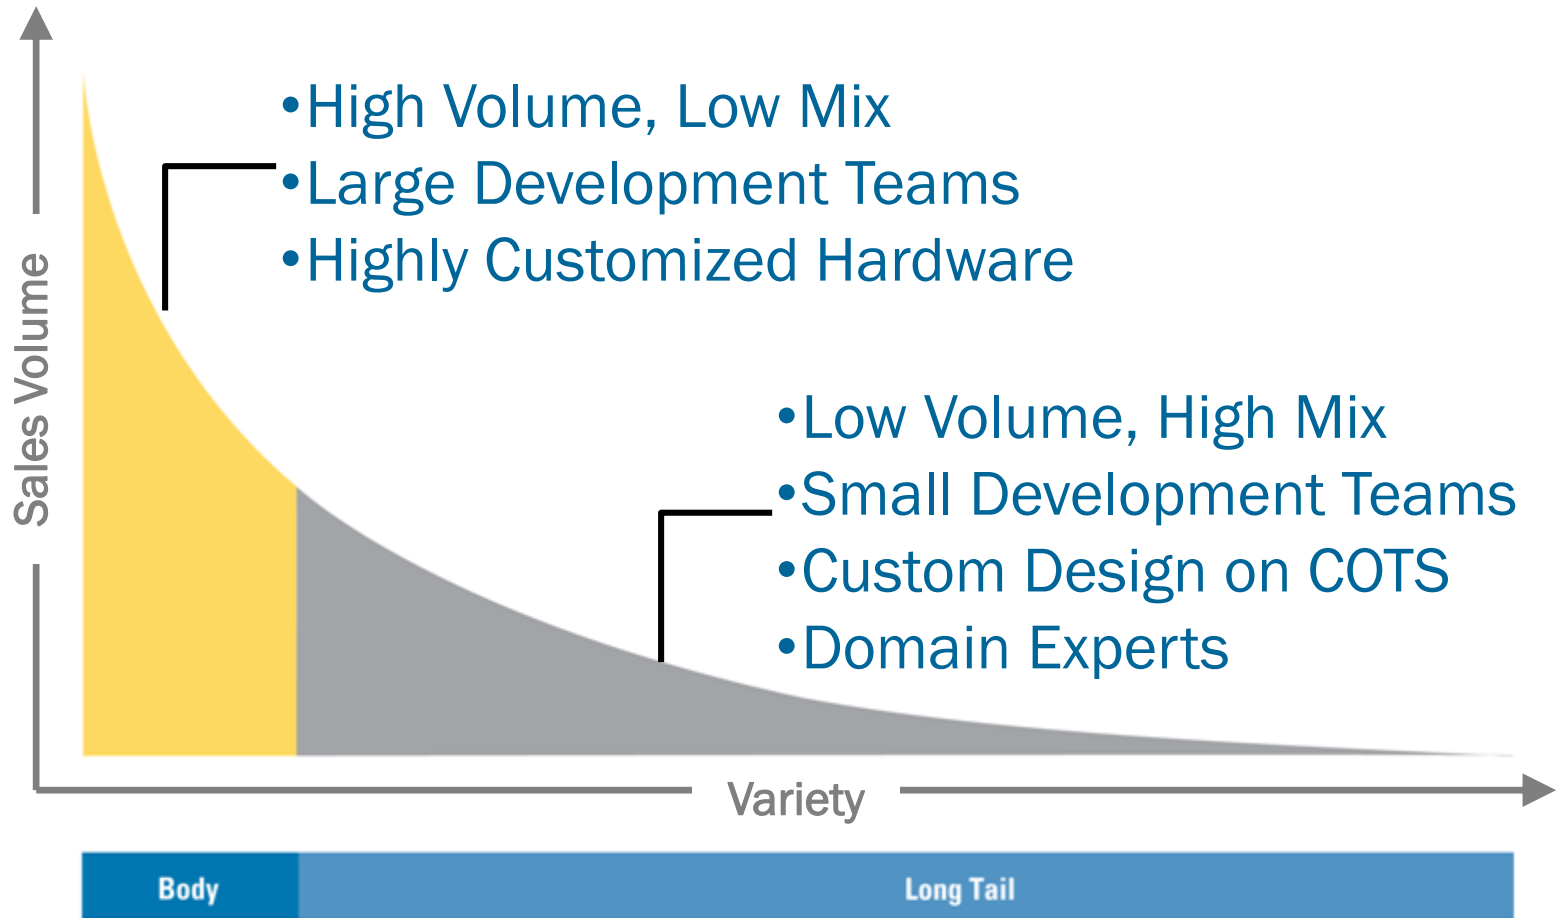 •High Volume, Low Mix
•Large Development Teams
•Highly Customized Hardware
Sales Volume
•Low Volume, High Mix
•Small Development Teams
•Custom Design on COTS
•Domain Experts
Variety
Body
Long Tail